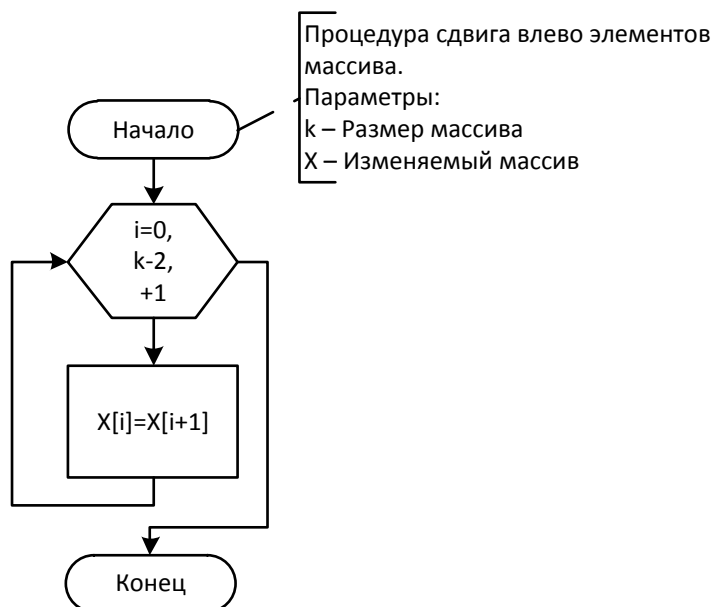 Процедура сдвига влево элементов
массива.
Параметры:
k – Размер массива
X – Изменяемый массив
Начало
i=0,
k-2,
+1
X[i]=X[i+1]
Конец